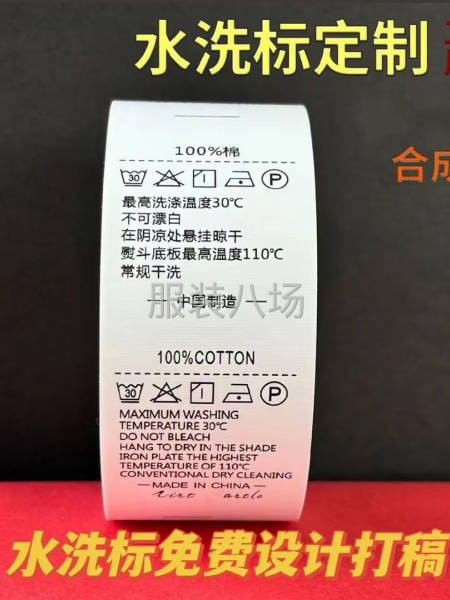 水洗标定制
合成
100%棉
30 P
最高洗涤温度30℃
不可漂白
在阴凉处悬挂晾干
熨斗底板最高温度110℃
常规干洗
中国制造
服装八场
100%COTTON
30 P
MAXIMUM WASHING
TEMPERATURE 30℃
DO NOT BLEACH
HANG TO DRY IN THE SHADE
IRON PLATE THE HIGHEST
TEMPERATURE OF 110℃
CONVENTIONAL DRY CLEANING
— MADE IN CHINA —
水洗标免费设计打稿